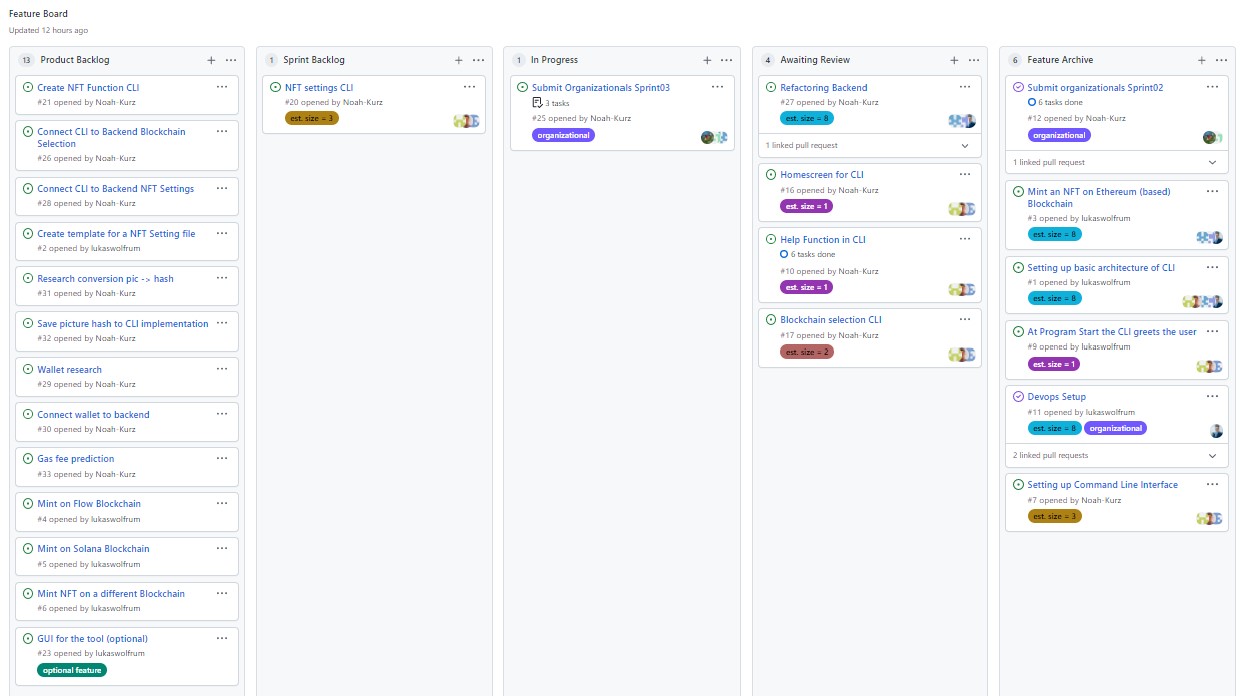 Feature Board
Updated 12 hours ago
13 Product Backlog
Create NFT Function CLI
#21 opened by Noah-Kurz
Connect CLI to Backend Blockchain
Selection
#26 opened by Noah-Kurz
Connect CLI to Backend NFT Settings
#28 opened by Noah-Kurz
Create template for a NFT Setting file
#2 opened by lukaswolfrum
Research conversion pic -> hash
#31 opened by Noah-Kurz
Save picture hash to CLI implementation
#32 opened by Noah-Kurz
Wallet research
#29 opened by Noah-Kurz
Connect wallet to backend
#30 opened by Noah-Kurz
Gas fee prediction
#33 opened by Noah-Kurz
Mint on Flow Blockchain
#4 opened by lukaswolfrum
Mint on Solana Blockchain
#5 opened by lukaswolfrum
Mint NFT on a different Blockchain
#6 opened by lukaswolfrum
GUI for the tool (optional)
#23 opened by lukaswolfrum
optional feature
1 Sprint Backlog
NFT settings CLI
#20 opened by Noah-Kurz
est. size = 3
1 In Progress
Submit Organizationals Sprint03
3 tasks
#25 opened by Noah-Kurz
organizational
4 Awaiting Review
Refactoring Backend
#27 opened by Noah-Kurz
est. size = 8
1 linked pull request
Homescreen for CLI
#16 opened by Noah-Kurz
est. size = 1
Help Function in CLI
6 tasks done
#10 opened by Noah-Kurz
est. size = 1
Blockchain selection CLI
#17 opened by Noah-Kurz
est. size = 2
6 Feature Archive
Submit organizationals Sprint02
6 tasks done
#12 opened by Noah-Kurz
organizational
1 linked pull request
Mint an NFT on Ethereum (based)
Blockchain
#3 opened by lukaswolfrum
est. size = 8
Setting up basic architecture of CLI
#1 opened by lukaswolfrum
est. size = 8
At Program Start the CLI greets the user
#9 opened by lukaswolfrum
est. size = 1
Devops Setup
#11 opened by lukaswolfrum
est. size = 8 organizational
2 linked pull requests
Setting up Command Line Interface
#7 opened by Noah-Kurz
est. size = 3